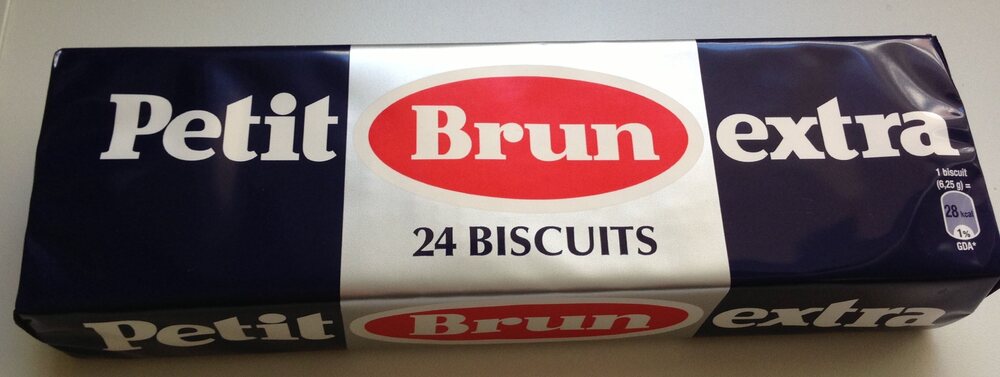 Petit Brun extra
24 BISCUITS
1 biscuit
(6,25 g) =
28 kcal
1%
GDA*
Petit Brun extra